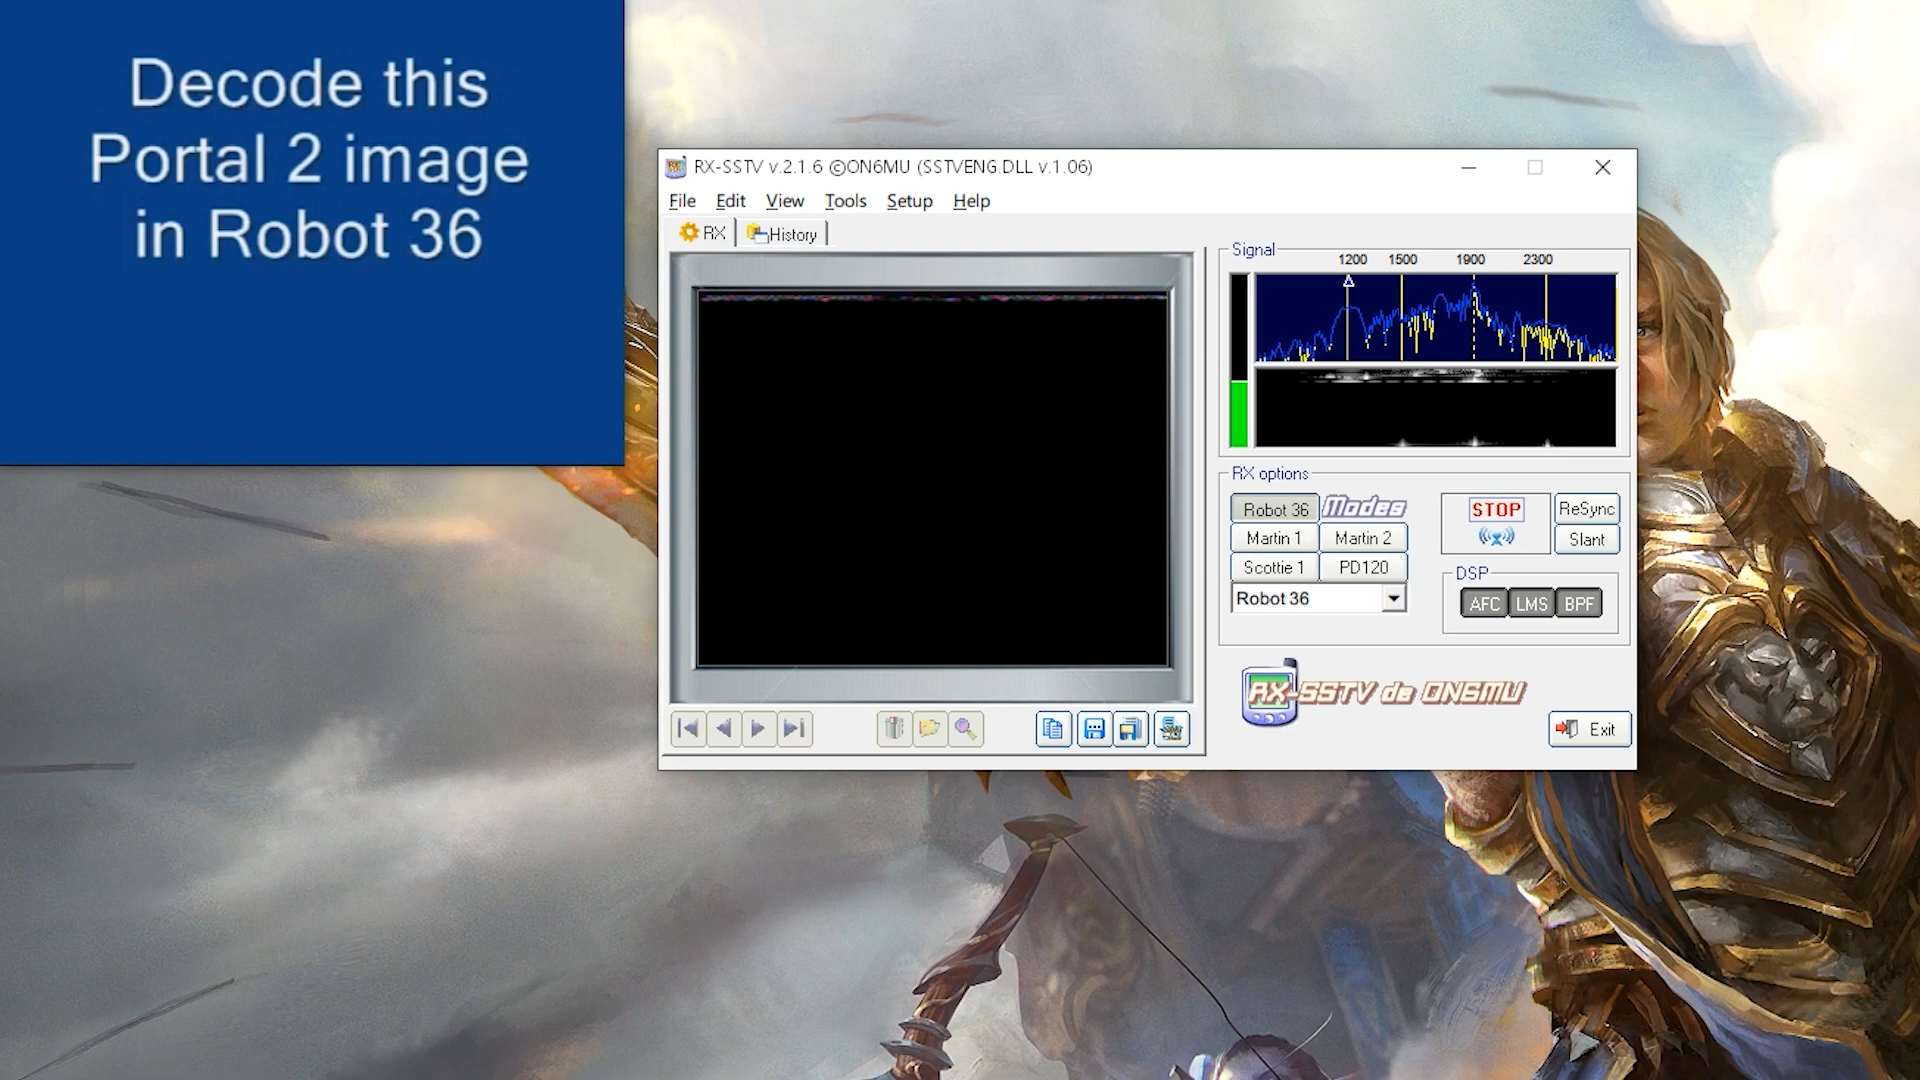 Decode this
Portal 2 image
in Robot 36
RX-SSTV v.2.1.6 ©ON6MU (SSTVENG.DLL v.1.06)
File Edit View Tools Setup Help
RX History
Signal
1200 1500 1900 2300
RX options
Robot 36 Modes
Martin 1 Martin 2
Scottie 1 PD120
Robot 36
STOP
ReSync
Slant
DSP
AFC LMS BPF
RX-SSTV de ON6MU
Exit